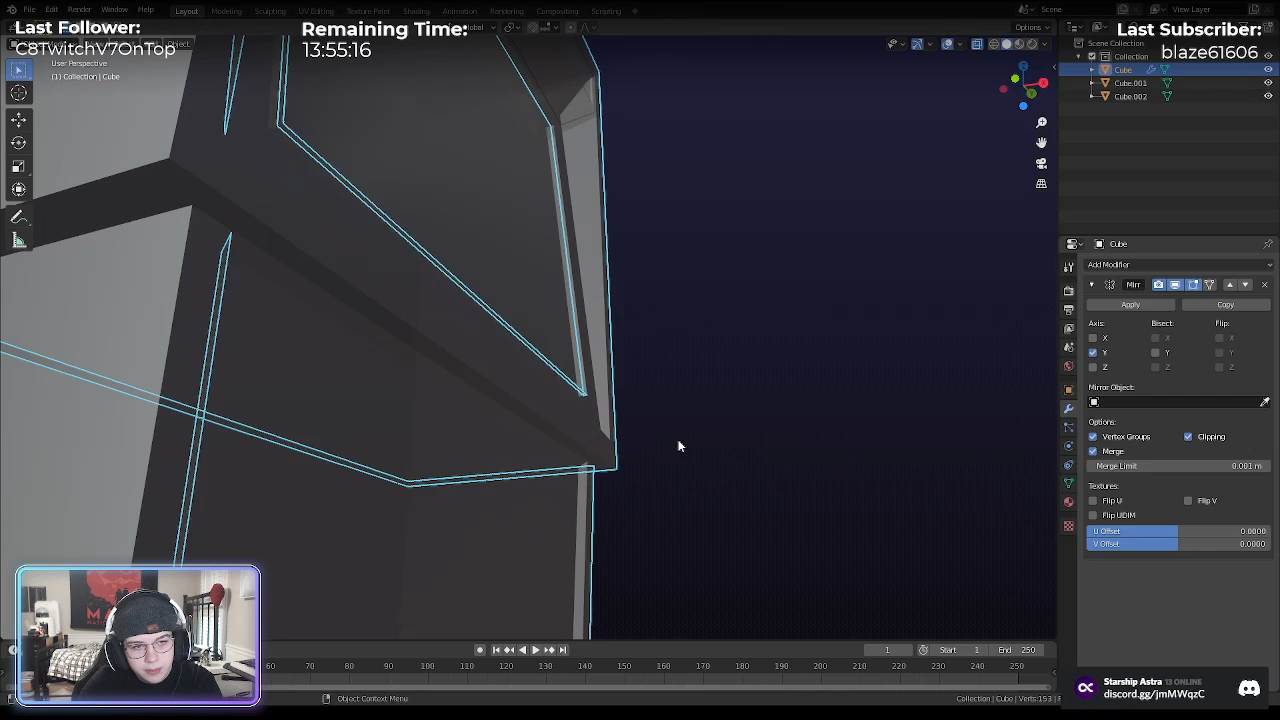 File Edit Render Window Help
Layout Modeling Sculpting UV Editing Texture Paint Shading Animation Compositing Scripting
Scene
View Layer
Last Follower:
C8TwitchV7OnTop
Remaining Time:
13:55:16
Last Subscriber:
blaze61606
Object
Options
User Perspective
(1) Collection | Cube
Scene Collection
Collection
Cube
Cube.001
Cube.002
Cube
Add Modifier
Mirr
Apply Copy
Axis: Bisect: Flip:
X X X
Y Y Y
Z Z Z
Mirror Object:
Options:
Vertex Groups Clipping
Merge
Merge Limit 0.001 m
Textures:
Flip U Flip V
Flip UDIM
U Offset 0.0000
V Offset 0.0000
1 Start 1 End 250
60 70 80 90 100 110 120 130 140 150 160 170 180 190 200 210 220 230 240 250
Object Context Menu
Collection | Cube | Verts:153 | F
Starship Astra 13 ONLINE
discord.gg/jmMWqzC